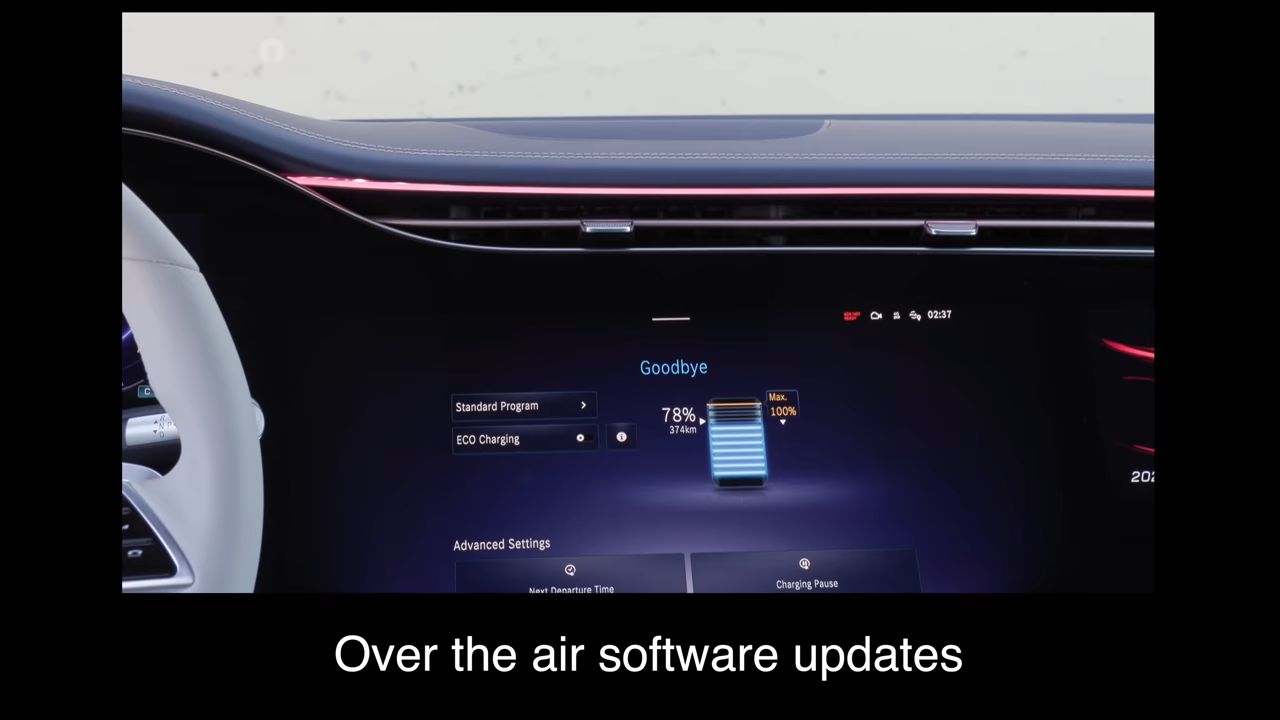 02:37
Goodbye
Standard Program
ECO Charging
78%
374km
Max.
100%
Advanced Settings
Next Departure Time
Charging Pause
C
Over the air software updates